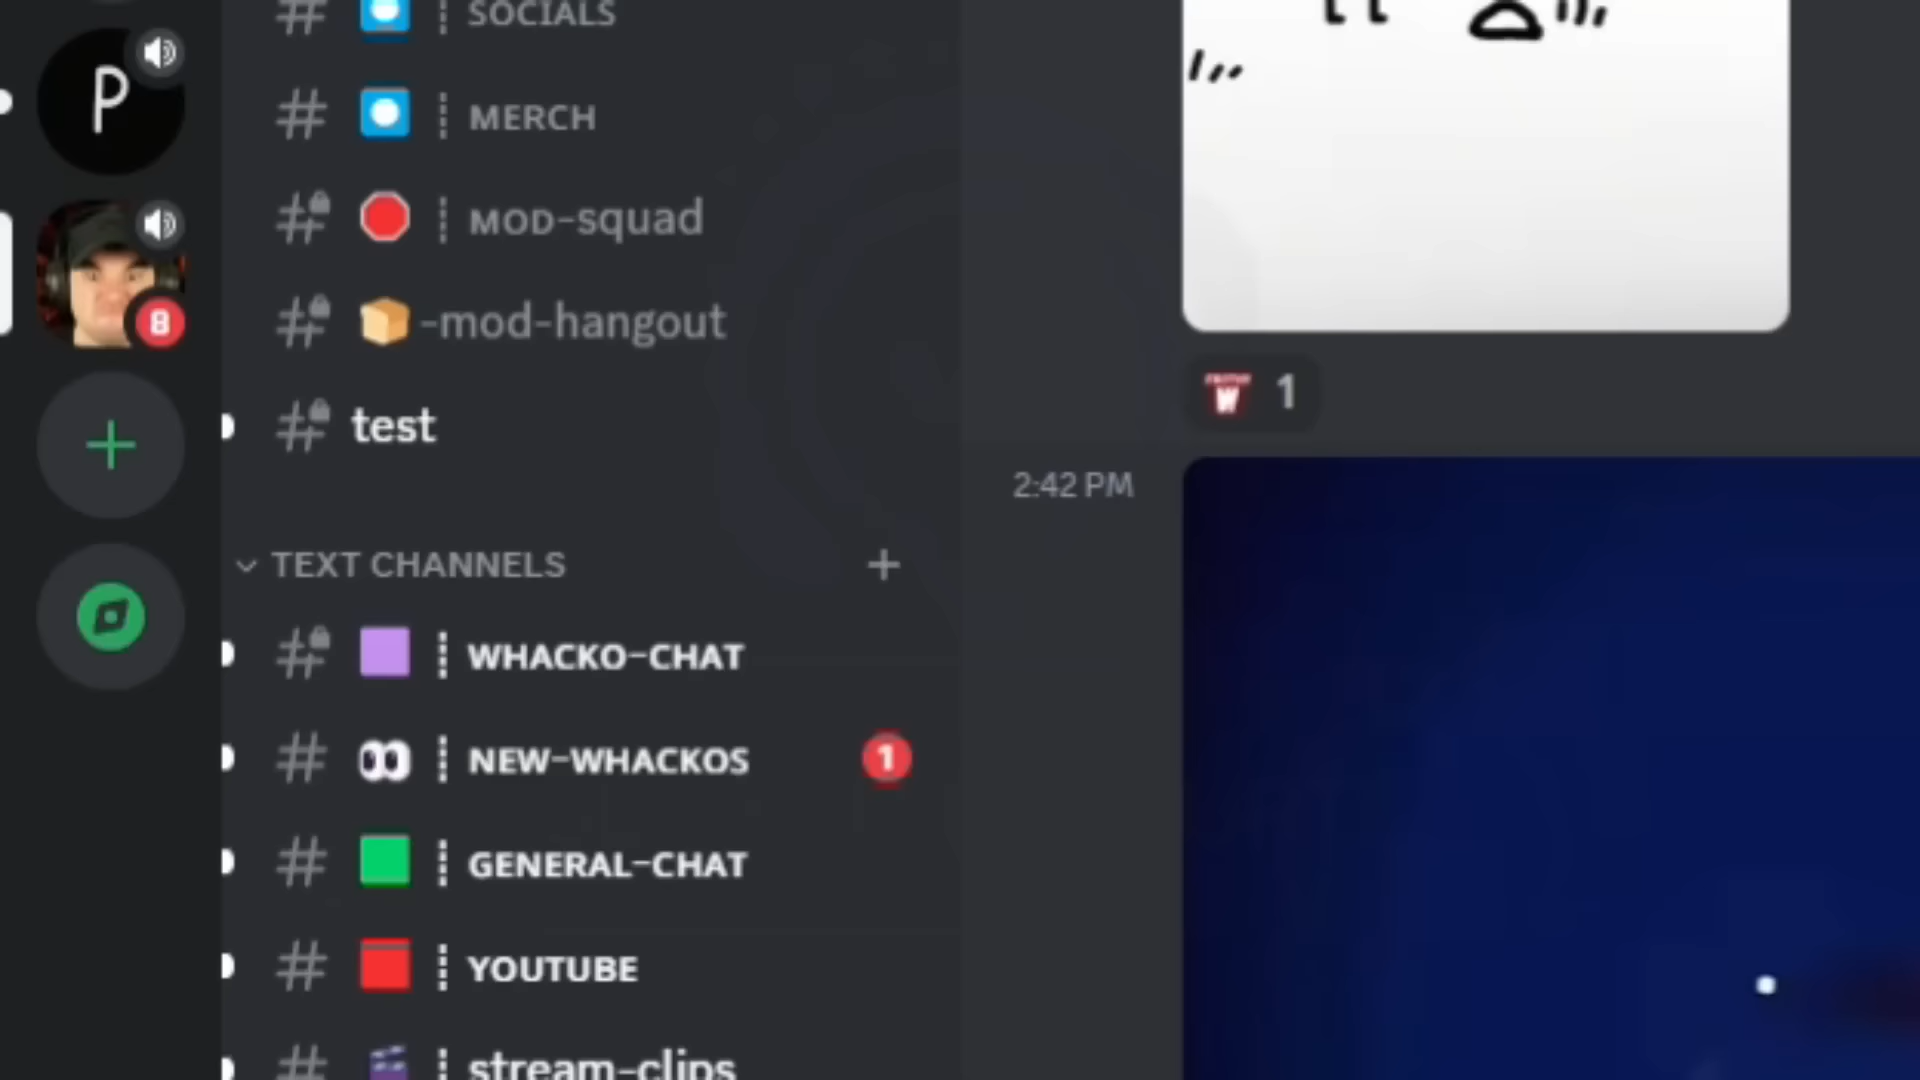 SOCIALS
P
MERCH
MOD-squad
8
-mod-hangout
W 1
test
2:42 PM
TEXT CHANNELS
WHACKO-CHAT
NEW-WHACKOS 1
GENERAL-CHAT
YOUTUBE
stream-clips